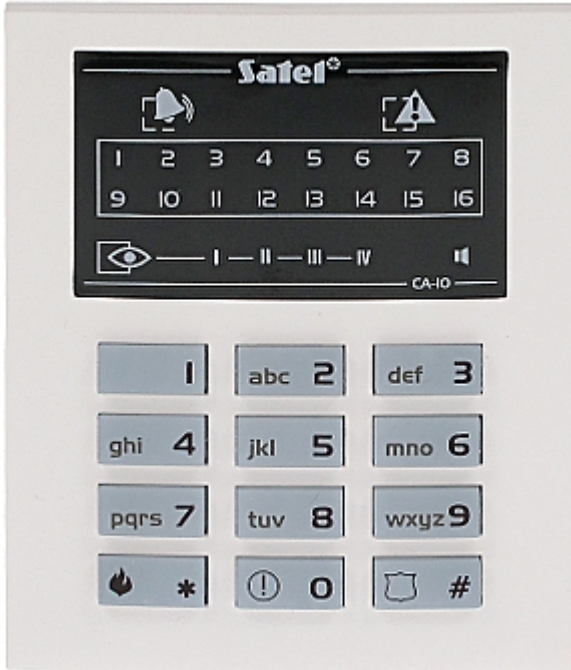 Satel
1 2 3 4 5 6 7 8
9 10 11 12 13 14 15 16
I II III IV
CA-10
1 abc 2 def 3
ghi 4 jkl 5 mno 6
pqrs 7 tuv 8 wxyz 9
* 0 #